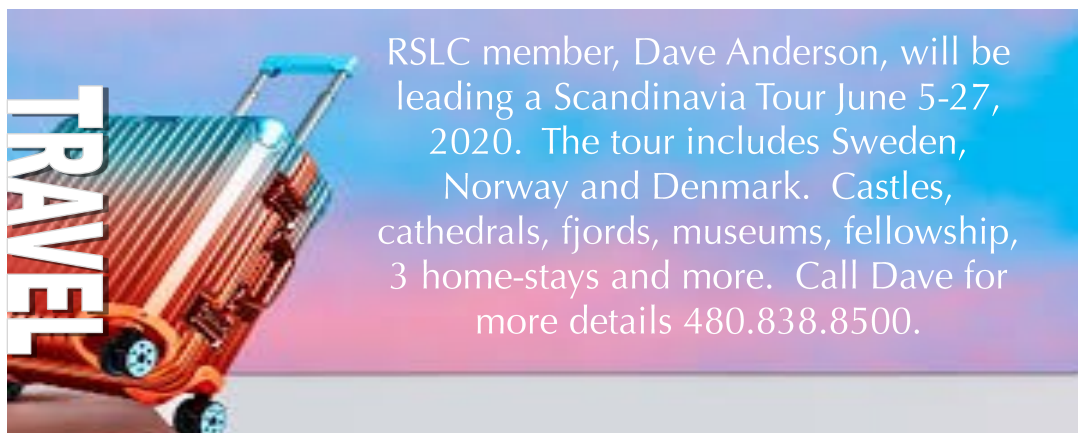 TRAVEL
RSLC member, Dave Anderson, will be
leading a Scandinavia Tour June 5-27,
2020.  The tour includes Sweden,
Norway and Denmark.  Castles,
cathedrals, fjords, museums, fellowship,
3 home-stays and more.  Call Dave for
more details 480.838.8500.